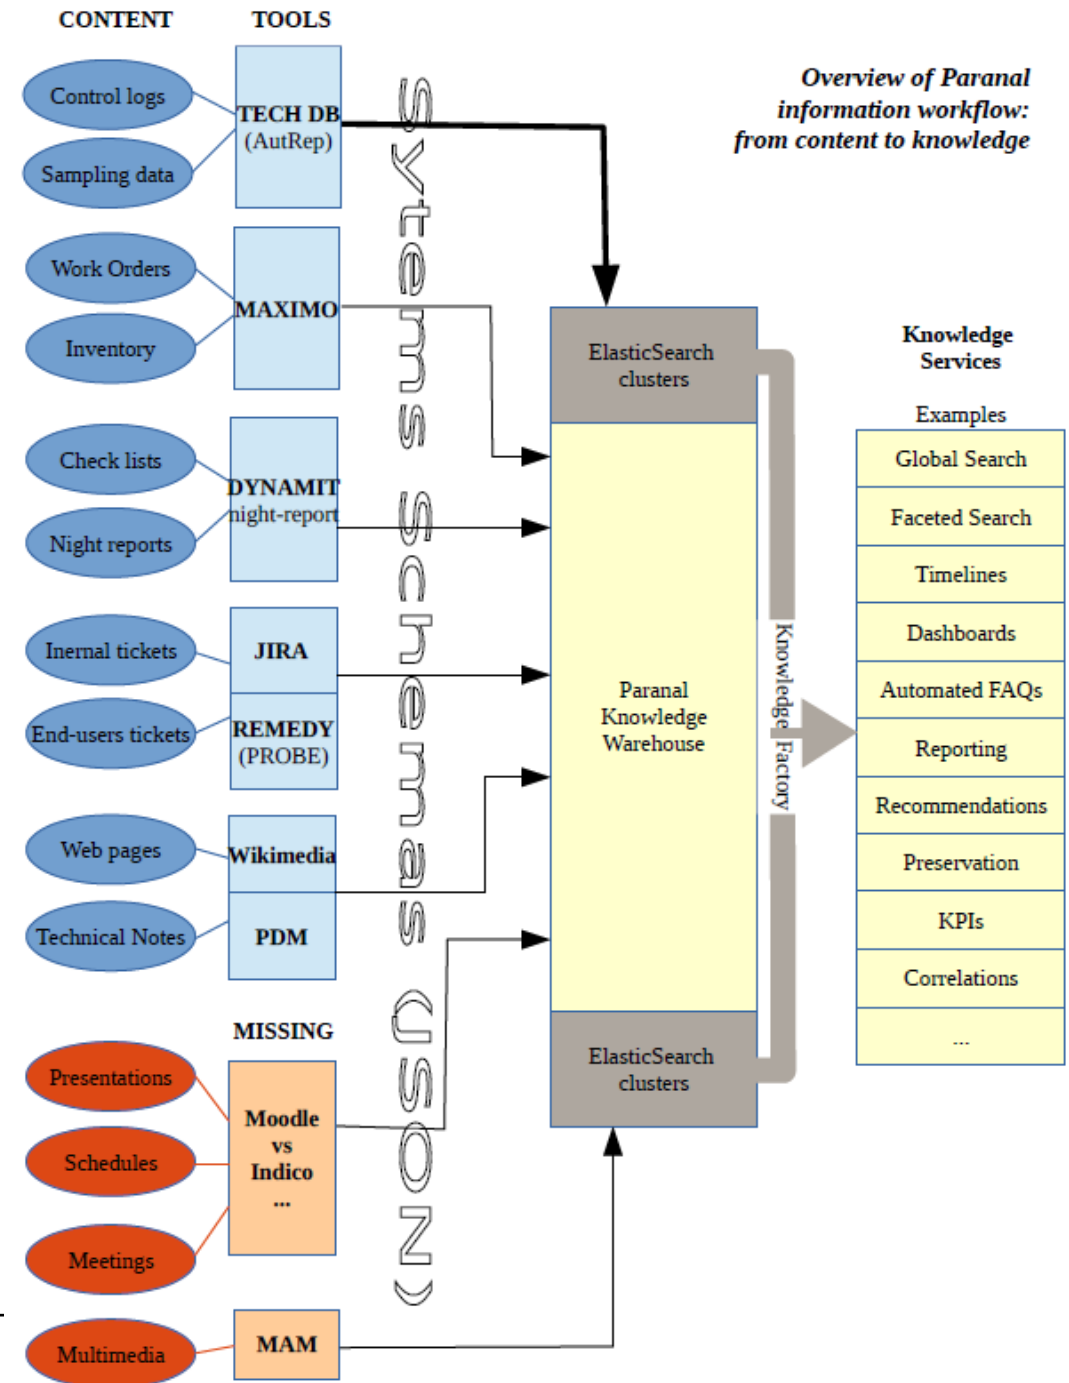 CONTENT
TOOLS
Overview of Paranal
information workflow:
from content to knowledge
Control logs
Sampling data
TECH DB
(AutRep)
Work Orders
Inventory
MAXIMO
Check lists
Night reports
DYNAMIT
night-report
Inernal tickets
End-users tickets
JIRA
REMEDY
(PROBE)
Web pages
Technical Notes
Wikimedia
PDM
MISSING
Presentations
Schedules
Meetings
Moodle
vs
Indico
...
Multimedia
MAM
Sytems Schemas (JSON)
ElasticSearch
clusters
Paranal
Knowledge
Warehouse
ElasticSearch
clusters
Knowledge Factory
Knowledge
Services
Examples
Global Search
Faceted Search
Timelines
Dashboards
Automated FAQs
Reporting
Recommendations
Preservation
KPIs
Correlations
...